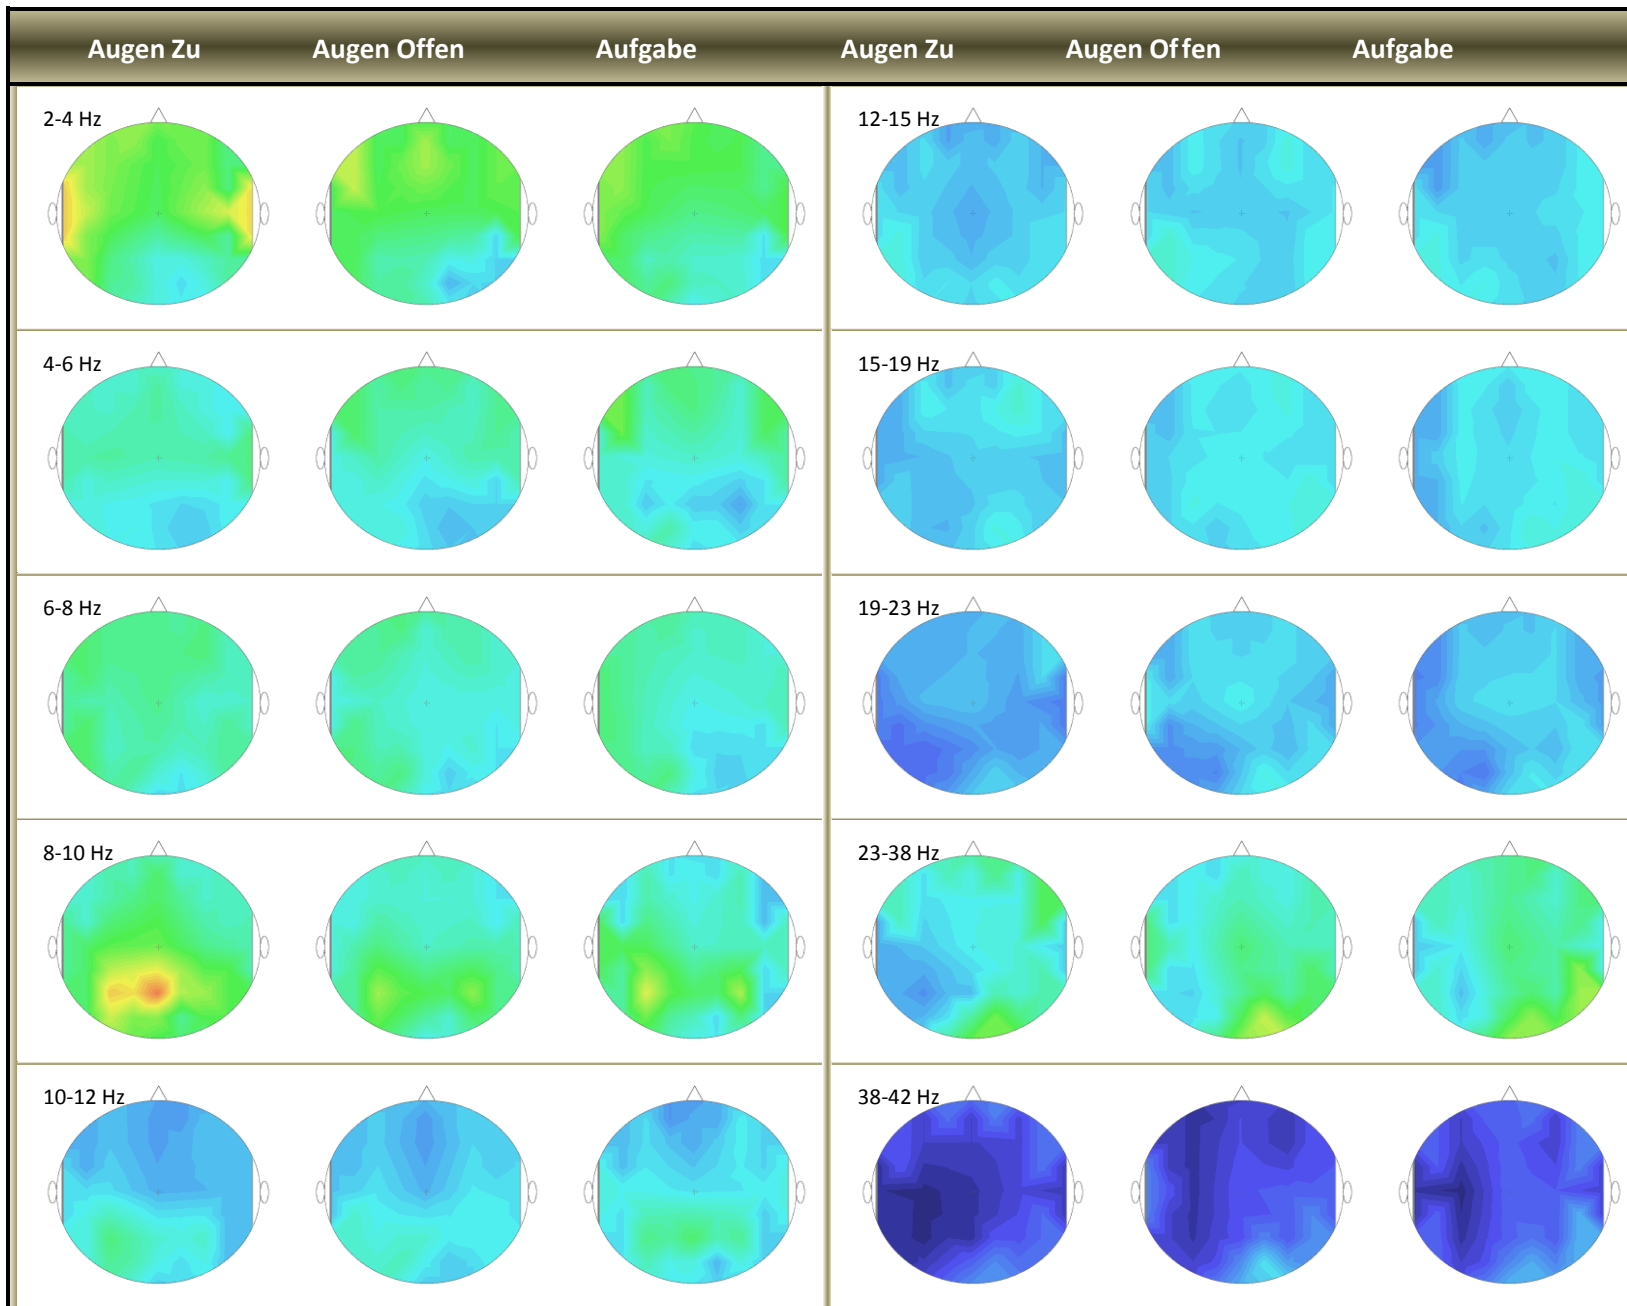 Augen Zu Augen Offen Aufgabe Augen Zu Augen Offen Aufgabe
2-4 Hz 12-15 Hz
4-6 Hz 15-19 Hz
6-8 Hz 19-23 Hz
8-10 Hz 23-38 Hz
10-12 Hz 38-42 Hz